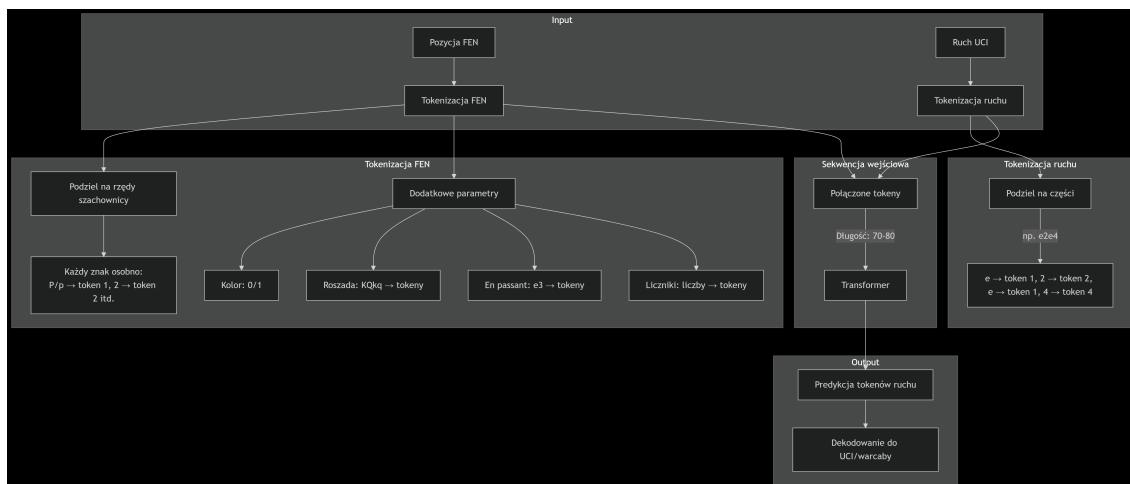 Input
Pozycja FEN
Ruch UCI
Tokenizacja FEN
Tokenizacja ruchu
Tokenizacja FEN
Podziel na rzędy
szachownicy
Dodatkowe parametry
Każdy znak osobno:
P/p → token 1, 2 → token
2 itd.
Kolor: 0/1
Roszada: KQkq → tokeny
En passant: e3 → tokeny
Liczniki: liczby → tokeny
Sekwencja wejściowa
Połączone tokeny
Długość: 70-80
Transformer
Tokenizacja ruchu
Podziel na części
np. e2e4
e → token 1, 2 → token 2,
e → token 1, 4 → token 4
Output
Predykcja tokenów ruchu
Dekodowanie do
UCI/warcaby